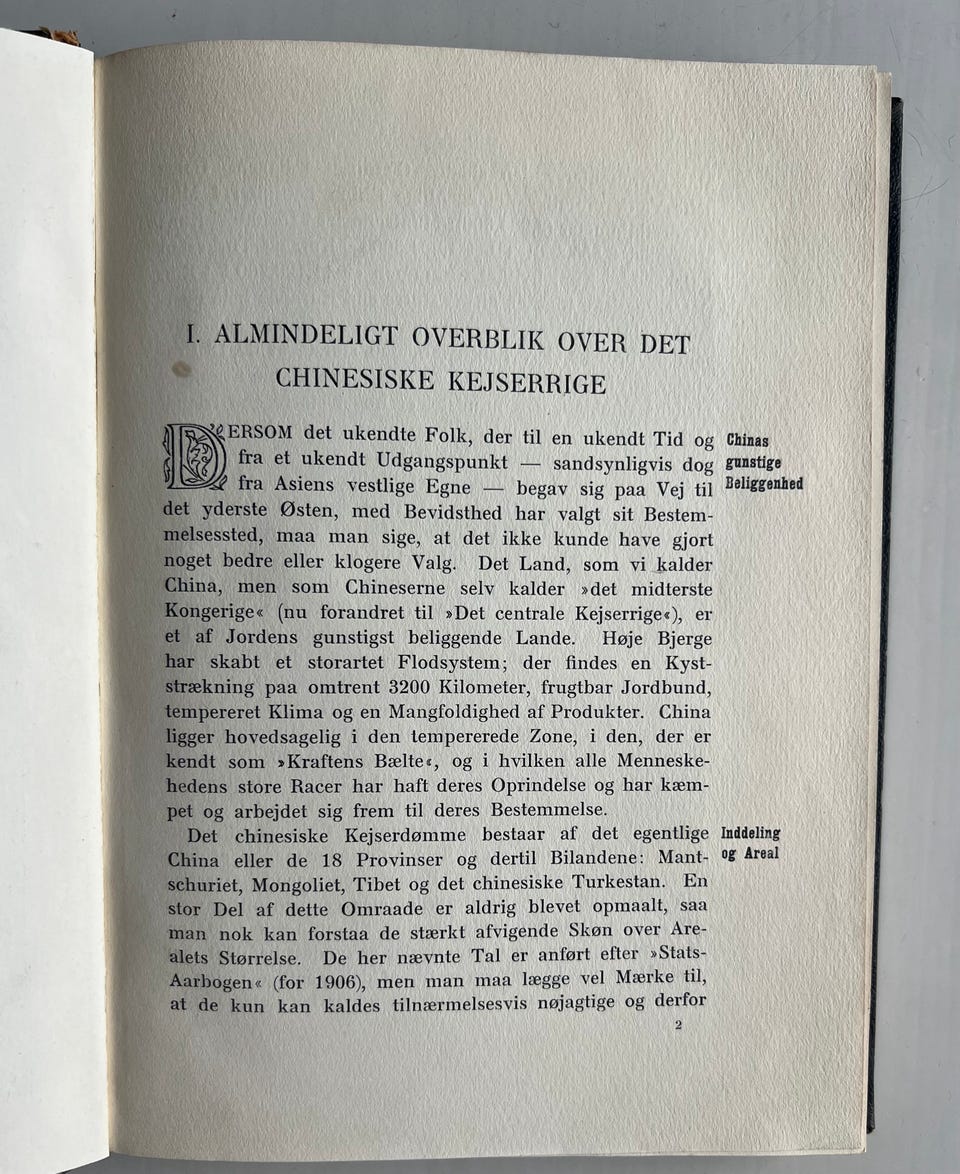 I. ALMINDELIGT OVERBLIK OVER DET
CHINESISKE KEJSERRIGE
DERSOM det ukendte Folk, der til en ukendt Tid og
fra et ukendt Udgangspunkt — sandsynligvis dog
fra Asiens vestlige Egne — begav sig paa Vej til
det yderste Østen, med Bevidsthed har valgt sit Bestem-
melsessted, maa man sige, at det ikke kunde have gjort
noget bedre eller klogere Valg. Det Land, som vi kalder
China, men som Chineserne selv kalder »det midterste
Kongerige« (nu forandret til »Det centrale Kejserrige«), er
et af Jordens gunstigst beliggende Lande. Høje Bjerge
har skabt et storartet Flodsystem; der findes en Kyst-
strækning paa omtrent 3200 Kilometer, frugtbar Jordbund,
tempereret Klima og en Mangfoldighed af Produkter. China
ligger hovedsagelig i den tempererede Zone, i den, der er
kendt som »Kraftens Bælte«, og i hvilken alle Menneske-
hedens store Racer har haft deres Oprindelse og har kæm-
pet og arbejdet sig frem til deres Bestemmelse.
Det chinesiske Kejserdømme bestaar af det egentlige
China eller de 18 Provinser og dertil Bilandene: Mant-
schuriet, Mongoliet, Tibet og det chinesiske Turkestan. En
stor Del af dette Omraade er aldrig blevet opmaalt, saa
man nok kan forstaa de stærkt afvigende Skøn over Are-
alets Størrelse. De her nævnte Tal er anført efter »Stats-
Aarbogen« (for 1906), men man maa lægge vel Mærke til,
at de kun kan kaldes tilnærmelsesvis nøjagtige og derfor
Chinas
gunstige
Beliggenhed
Inddeling
og Areal
2